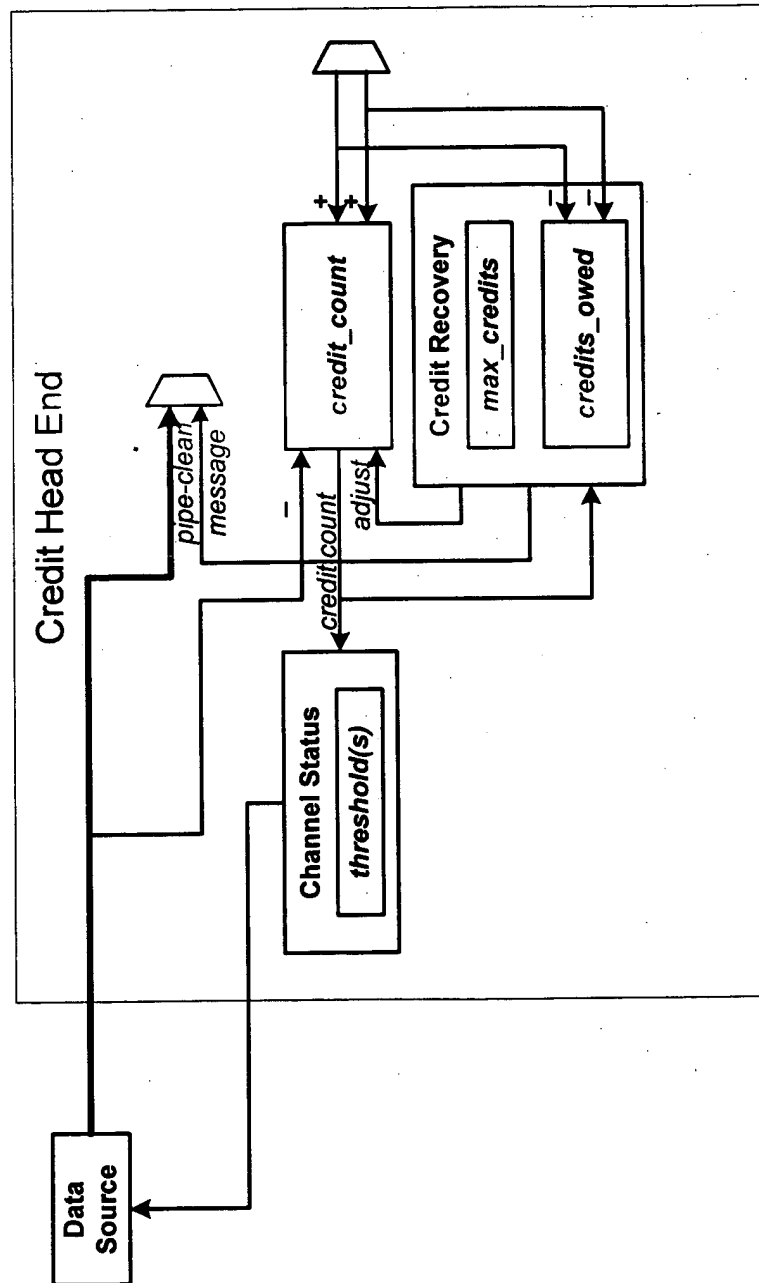 Credit Head End
Data
Source
pipe-clean
message
–
credit count
adjust
Channel Status
threshold(s)
credit_count
+
+
Credit Recovery
max_credits
credits_owed
–
–